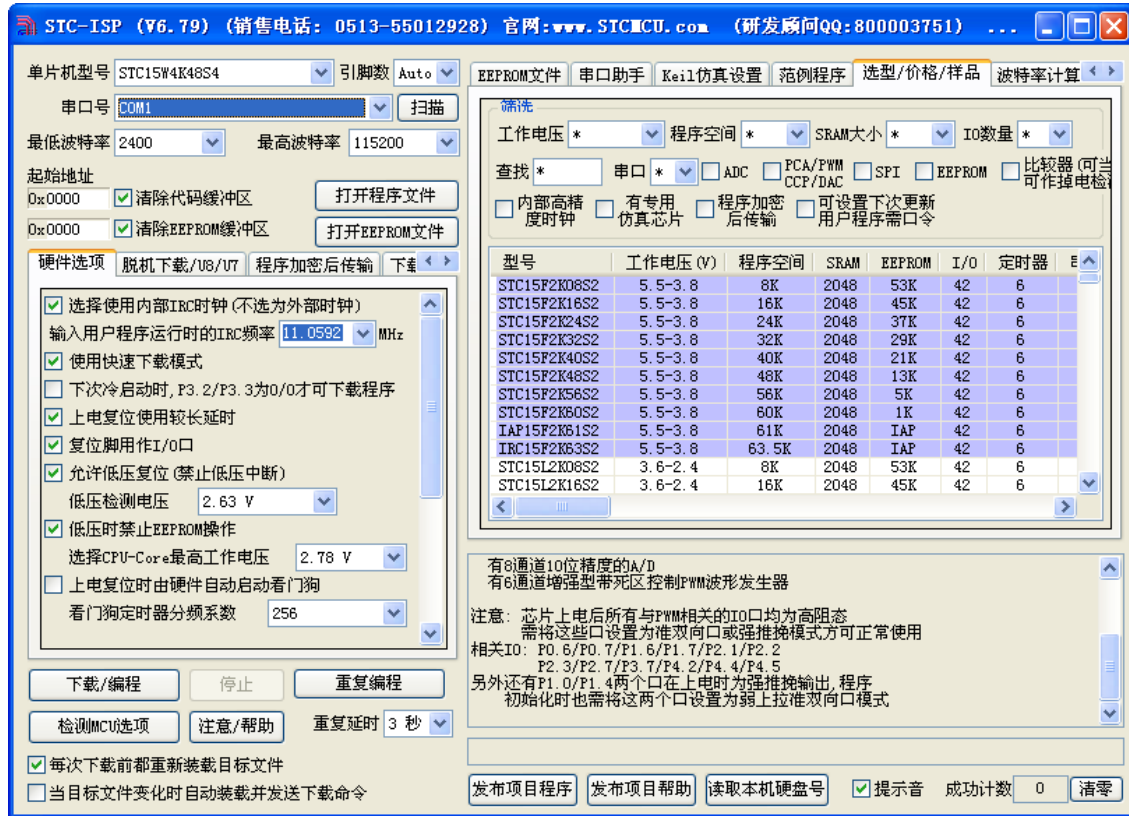 STC-ISP (V6.79) (销售电话: 0513-55012928) 官网:www.STCMCU.com (研发顾问QQ:800003751) ...
单片机型号 STC15W4K48S4 引脚数 Auto
串口号 COM1 扫描
最低波特率 2400 最高波特率 115200
起始地址
0x0000 清除代码缓冲区 打开程序文件
0x0000 清除EEPROM缓冲区 打开EEPROM文件
硬件选项 脱机下载/U8/U7 程序加密后传输
选择使用内部IRC时钟(不选为外部时钟)
输入用户程序运行时的IRC频率 11.0592 MHz
使用快速下载模式
下次冷启动时,P3.2/P3.3为0/0才可下载程序
上电复位使用较长延时
复位脚用作I/O口
允许低压复位(禁止低压中断)
低压检测电压 2.63 V
低压时禁止EEPROM操作
选择CPU-Core最高工作电压 2.78 V
上电复位时由硬件自动启动看门狗
看门狗定时器分频系数 256
下载/编程 停止 重复编程
检测MCU选项 注意/帮助 重复延时 3 秒
每次下载前都重新装载目标文件
当目标文件变化时自动装载并发送下载命令
EEPROM文件 串口助手 Keil仿真设置 范例程序 选型/价格/样品 波特率计算
筛选
工作电压 * 程序空间 * SRAM大小 * IO数量 *
查找 * 串口 * ADC PCA/PWM CCP/DAC SPI EEPROM 比较器(可当 可作掉电检
内部高精度时钟 有专用仿真芯片 程序加密后传输 可设置下次更新用户程序需口令
型号 工作电压(V) 程序空间 SRAM EEPROM I/O 定时器
STC15F2K08S2 5.5-3.8 8K 2048 53K 42 6
STC15F2K16S2 5.5-3.8 16K 2048 45K 42 6
STC15F2K24S2 5.5-3.8 24K 2048 37K 42 6
STC15F2K32S2 5.5-3.8 32K 2048 29K 42 6
STC15F2K40S2 5.5-3.8 40K 2048 21K 42 6
STC15F2K48S2 5.5-3.8 48K 2048 13K 42 6
STC15F2K56S2 5.5-3.8 56K 2048 5K 42 6
STC15F2K60S2 5.5-3.8 60K 2048 1K 42 6
IAP15F2K61S2 5.5-3.8 61K 2048 IAP 42 6
IRC15F2K63S2 5.5-3.8 63.5K 2048 IAP 42 6
STC15L2K08S2 3.6-2.4 8K 2048 53K 42 6
STC15L2K16S2 3.6-2.4 16K 2048 45K 42 6
有8通道10位精度的A/D
有6通道增强型带死区控制PWM波形发生器
注意: 芯片上电后所有与PWM相关的IO口均为高阻态
需将这些口设置为准双向口或强推挽模式方可正常使用
相关IO: P0.6/P0.7/P1.6/P1.7/P2.1/P2.2
P2.3/P2.7/P3.7/P4.2/P4.4/P4.5
另外还有P1.0/P1.4两个口在上电时为强推挽输出,程序
初始化时也需将这两个口设置为弱上拉准双向口模式
发布项目程序 发布项目帮助 读取本机硬盘号 提示音 成功计数 0 清零